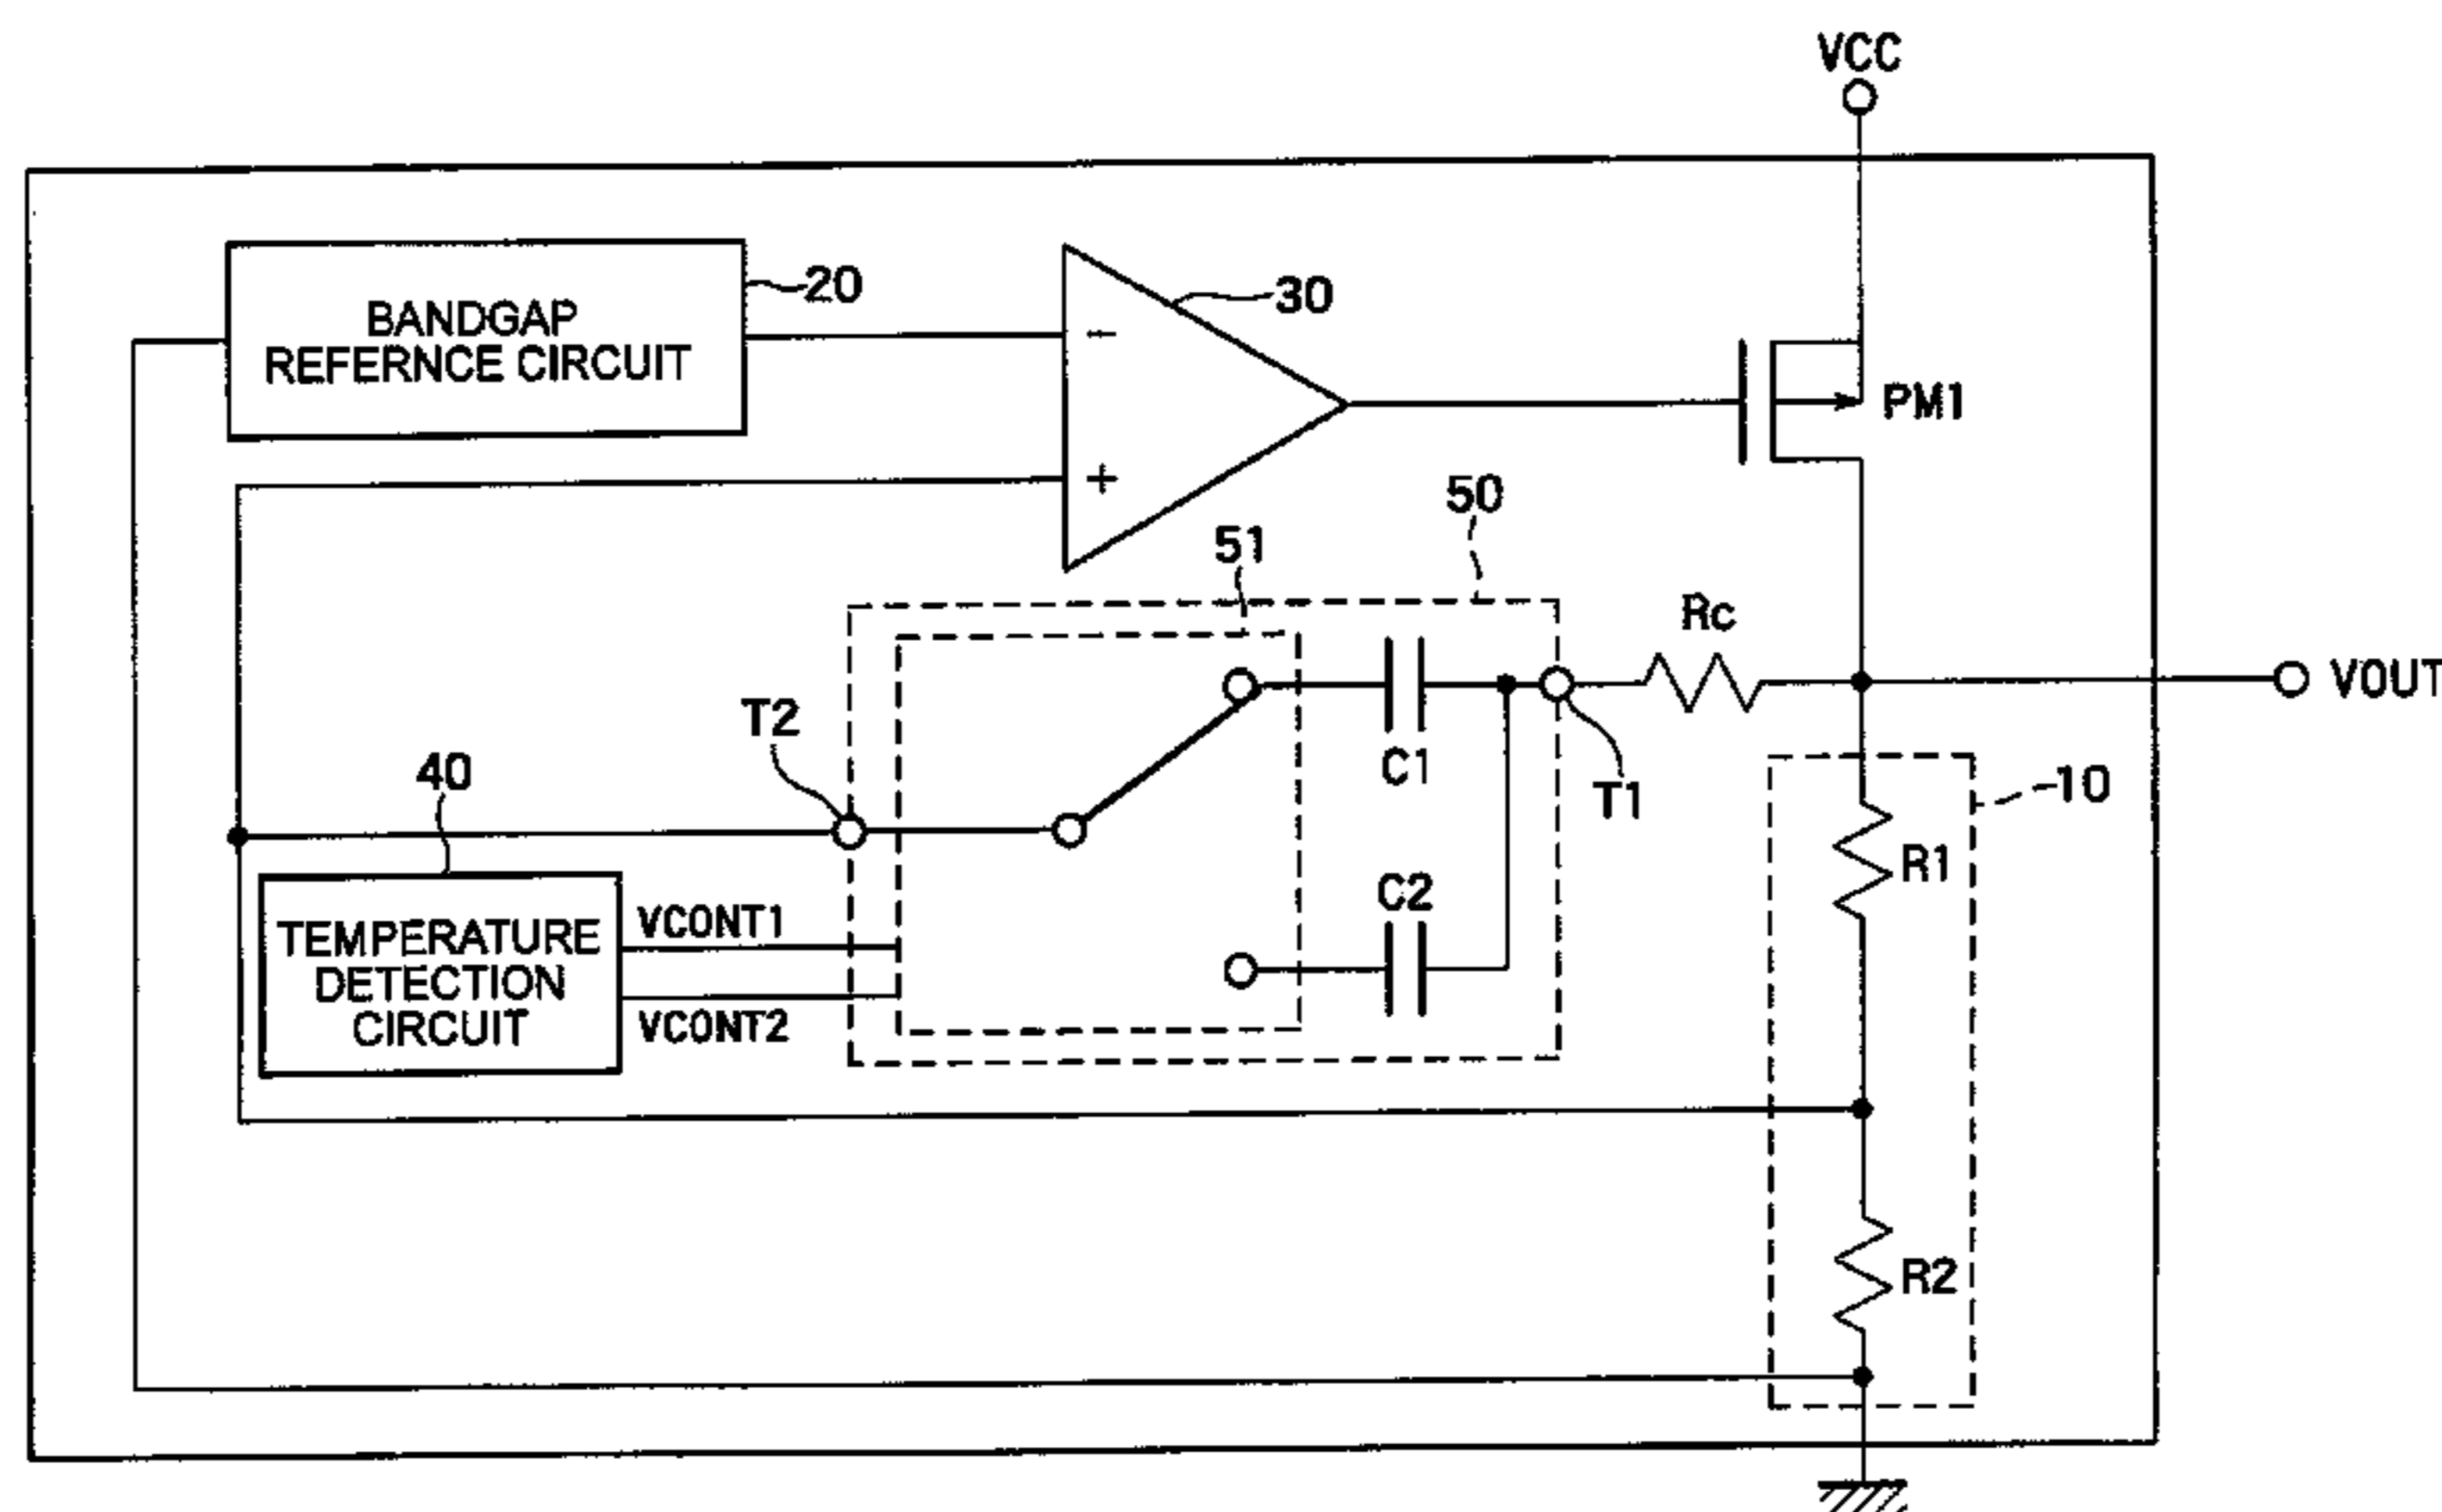 VCC
20
BANDGAP
REFERNCE CIRCUIT
−
30
PM1
+
50
51
Rc
VOUT
T2
C1
T1
10
40
R1
TEMPERATURE
DETECTION
CIRCUIT
VCONT1
VCONT2
C2
R2